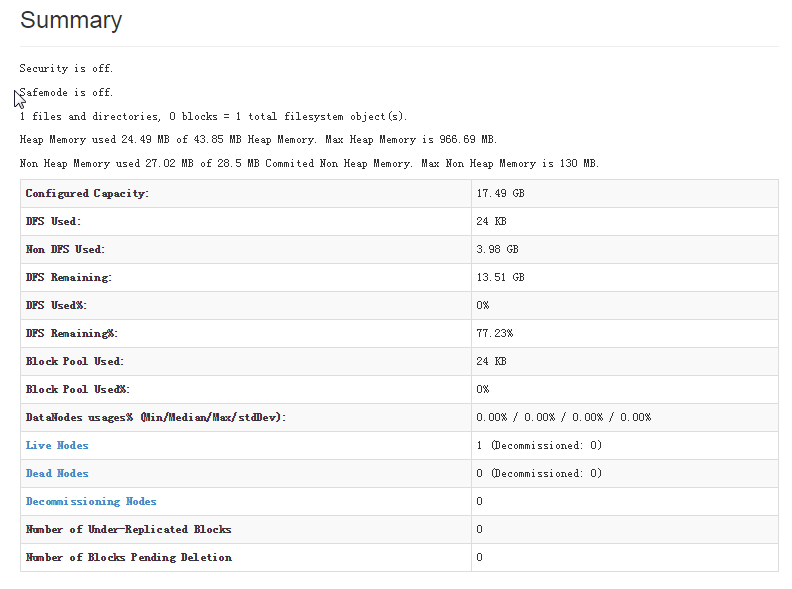 Summary
Security is off.
Safemode is off.
1 files and directories, 0 blocks = 1 total filesystem object(s).
Heap Memory used 24.49 MB of 43.85 MB Heap Memory. Max Heap Memory is 966.69 MB.
Non Heap Memory used 27.02 MB of 28.5 MB Commited Non Heap Memory. Max Non Heap Memory is 130 MB.
Configured Capacity: 17.49 GB
DFS Used: 24 KB
Non DFS Used: 3.98 GB
DFS Remaining: 13.51 GB
DFS Used%: 0%
DFS Remaining%: 77.23%
Block Pool Used: 24 KB
Block Pool Used%: 0%
DataNodes usages% (Min/Median/Max/stdDev): 0.00% / 0.00% / 0.00% / 0.00%
Live Nodes 1 (Decommissioned: 0)
Dead Nodes 0 (Decommissioned: 0)
Decommissioning Nodes 0
Number of Under-Replicated Blocks 0
Number of Blocks Pending Deletion 0